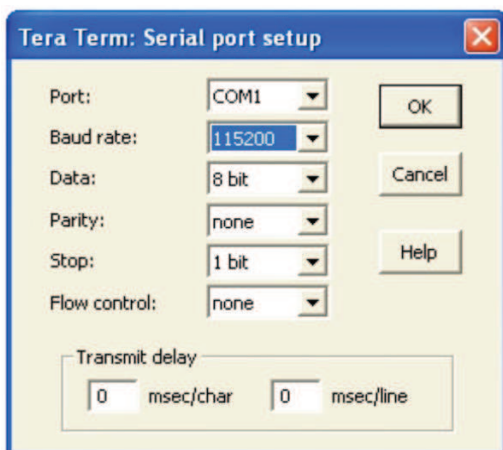 Tera Term: Serial port setup
Port: COM1 OK
Baud rate: 115200
Data: 8 bit Cancel
Parity: none
Stop: 1 bit Help
Flow control: none
Transmit delay
0 msec/char 0 msec/line